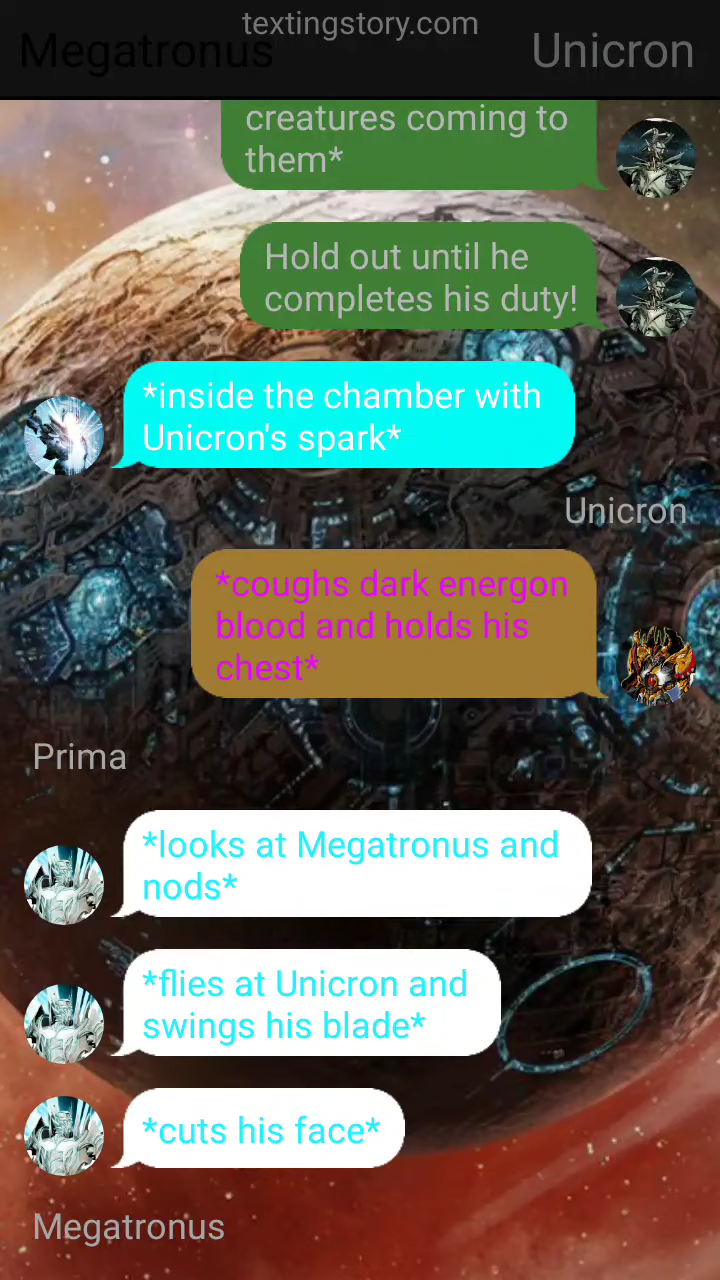 textingstory.com
Megatronus
Unicron
creatures coming to
them*
Hold out until he
completes his duty!
*inside the chamber with
Unicron's spark*
Unicron
*coughs dark energon
blood and holds his
chest*
Prima
*looks at Megatronus and
nods*
*flies at Unicron and
swings his blade*
*cuts his face*
Megatronus